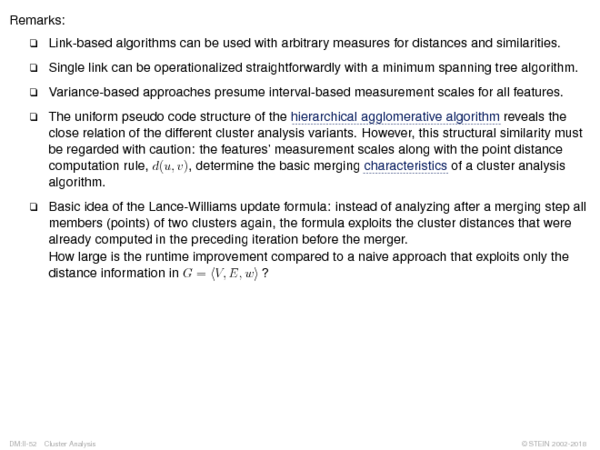 Remarks:
❑ Link-based algorithms can be used with arbitrary measures for distances and similarities.
❑ Single link can be operationalized straightforwardly with a minimum spanning tree algorithm.
❑ Variance-based approaches presume interval-based measurement scales for all features.
❑ The uniform pseudo code structure of the hierarchical agglomerative algorithm reveals the
close relation of the different cluster analysis variants. However, this structural similarity must
be regarded with caution: the features' measurement scales along with the point distance
computation rule, d(u, v), determine the basic merging characteristics of a cluster analysis
algorithm.
❑ Basic idea of the Lance-Williams update formula: instead of analyzing after a merging step all
members (points) of two clusters again, the formula exploits the cluster distances that were
already computed in the preceding iteration before the merger.
How large is the runtime improvement compared to a naive approach that exploits only the
distance information in G = ⟨V, E, w⟩ ?
DM:II-52 Cluster Analysis © STEIN 2002-2018